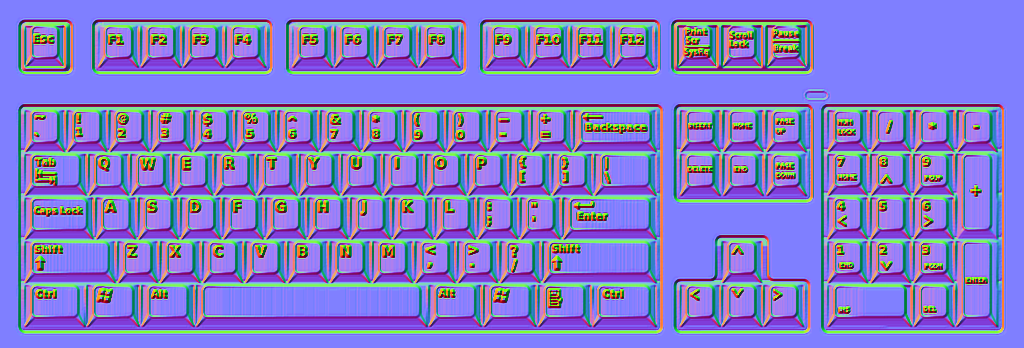 Esc F1 F2 F3 F4 F5 F6 F7 F8 F9 F10 F11 F12 Print Scroll Pause
Scr Lock Break
SysRq
~ ! @ # $ % ^ & * ( ) _ + Backspace INSERT HOME PAGE UP NUM LOCK / * -
` 1 2 3 4 5 6 7 8 9 0 - =
Tab Q W E R T Y U I O P { } | DELETE END PAGE DOWN 7 8 9 +
[ ] \ HOME ^ PGUP
Caps Lock A S D F G H J K L : " Enter 4 5 6
; ' < >
Shift Z X C V B N M < > ? Shift ^ 1 2 3 ENTER
, . / END PGDN
Ctrl Alt Alt Ctrl < > INS DEL